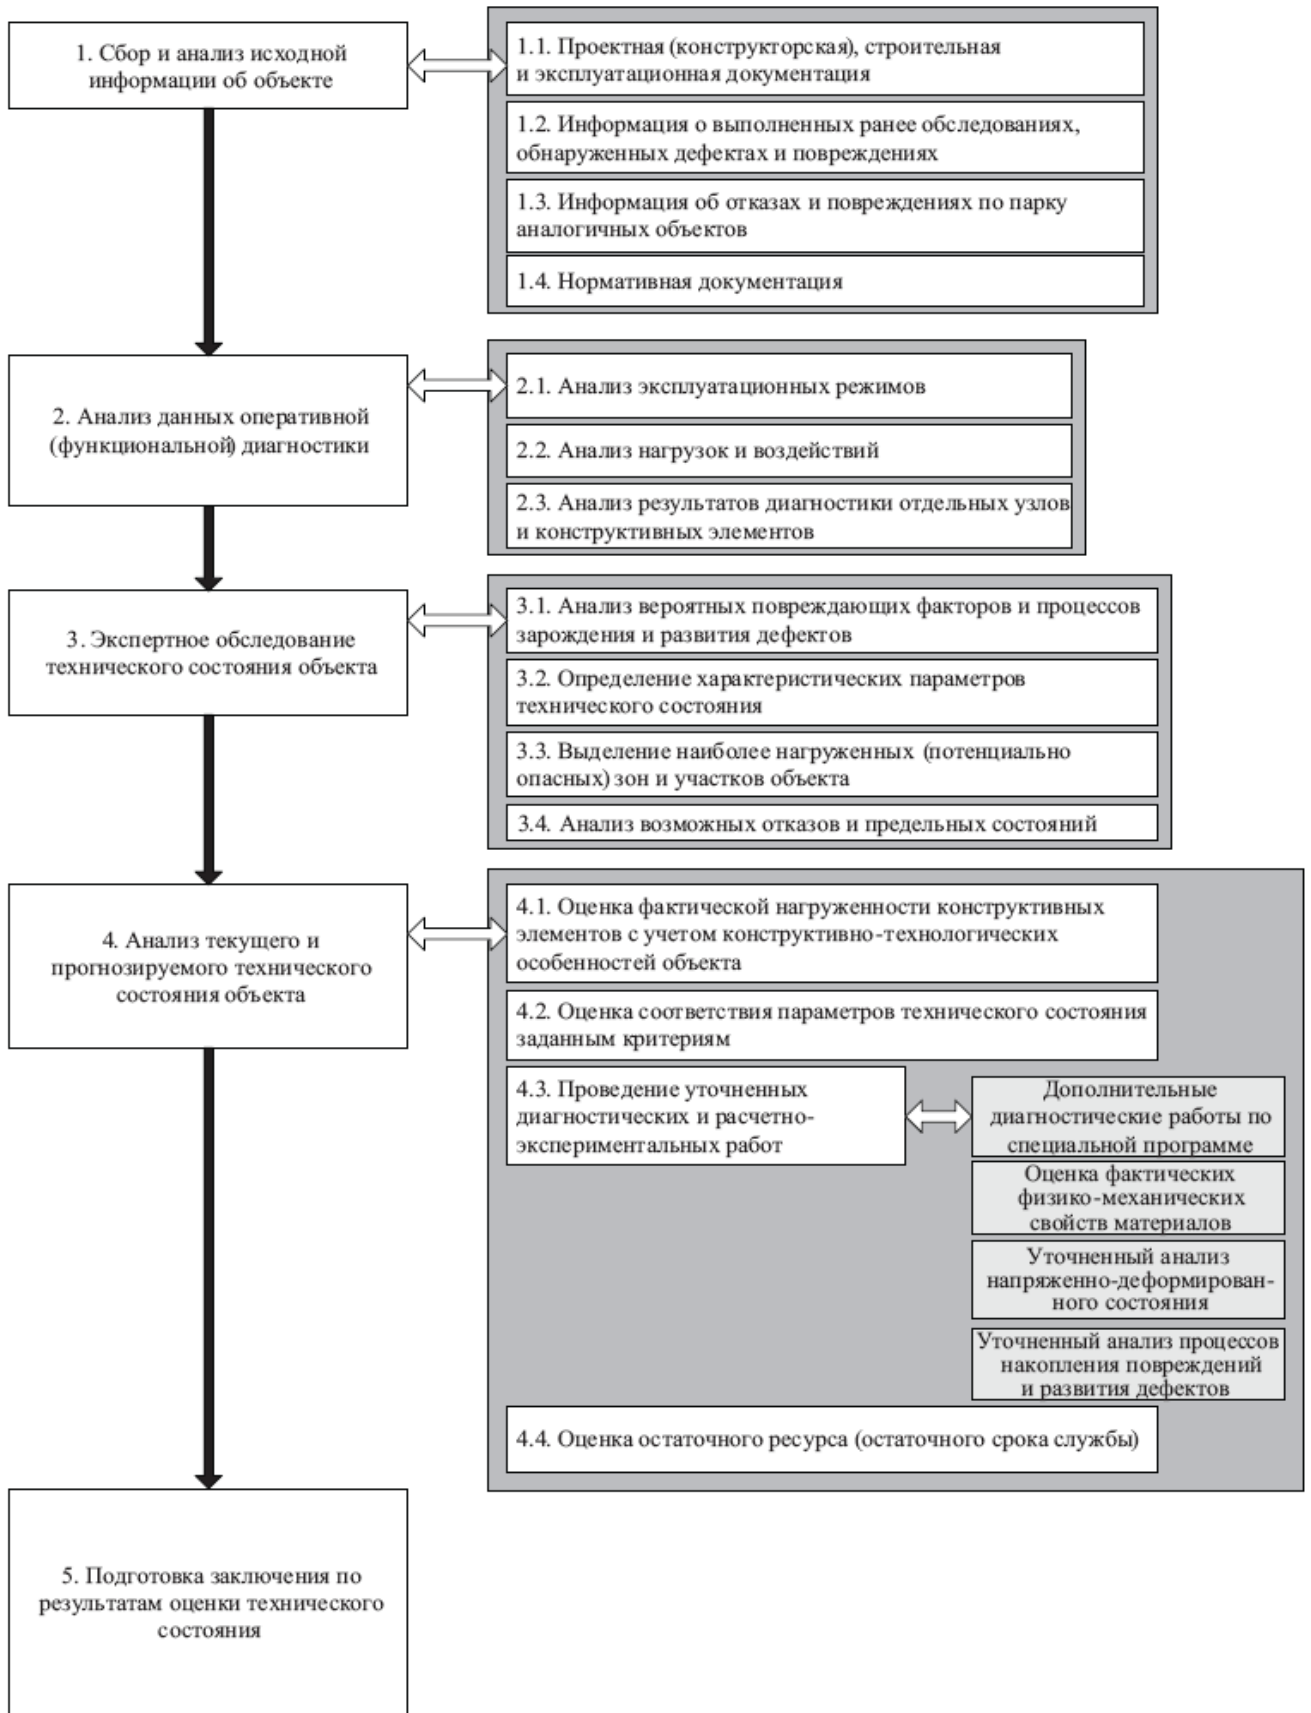 1. Сбор и анализ исходной
информации об объекте
1.1. Проектная (конструкторская), строительная
и эксплуатационная документация
1.2. Информация о выполненных ранее обследованиях,
обнаруженных дефектах и повреждениях
1.3. Информация об отказах и повреждениях по парку
аналогичных объектов
1.4. Нормативная документация
2. Анализ данных оперативной
(функциональной) диагностики
2.1. Анализ эксплуатационных режимов
2.2. Анализ нагрузок и воздействий
2.3. Анализ результатов диагностики отдельных узлов
и конструктивных элементов
3. Экспертное обследование
технического состояния объекта
3.1. Анализ вероятных повреждающих факторов и процессов
зарождения и развития дефектов
3.2. Определение характеристических параметров
технического состояния
3.3. Выделение наиболее нагруженных (потенциально
опасных) зон и участков объекта
3.4. Анализ возможных отказов и предельных состояний
4. Анализ текущего и
прогнозируемого технического
состояния объекта
4.1. Оценка фактической нагруженности конструктивных
элементов с учетом конструктивно-технологических
особенностей объекта
4.2. Оценка соответствия параметров технического состояния
заданным критериям
4.3. Проведение уточненных
диагностических и расчетно-
экспериментальных работ
Дополнительные
диагностические работы по
специальной программе
Оценка фактических
физико-механических
свойств материалов
Уточненный анализ
напряженно-деформирован-
ного состояния
Уточненный анализ процессов
накопления повреждений
и развития дефектов
4.4. Оценка остаточного ресурса (остаточного срока службы)
5. Подготовка заключения по
результатам оценки технического
состояния